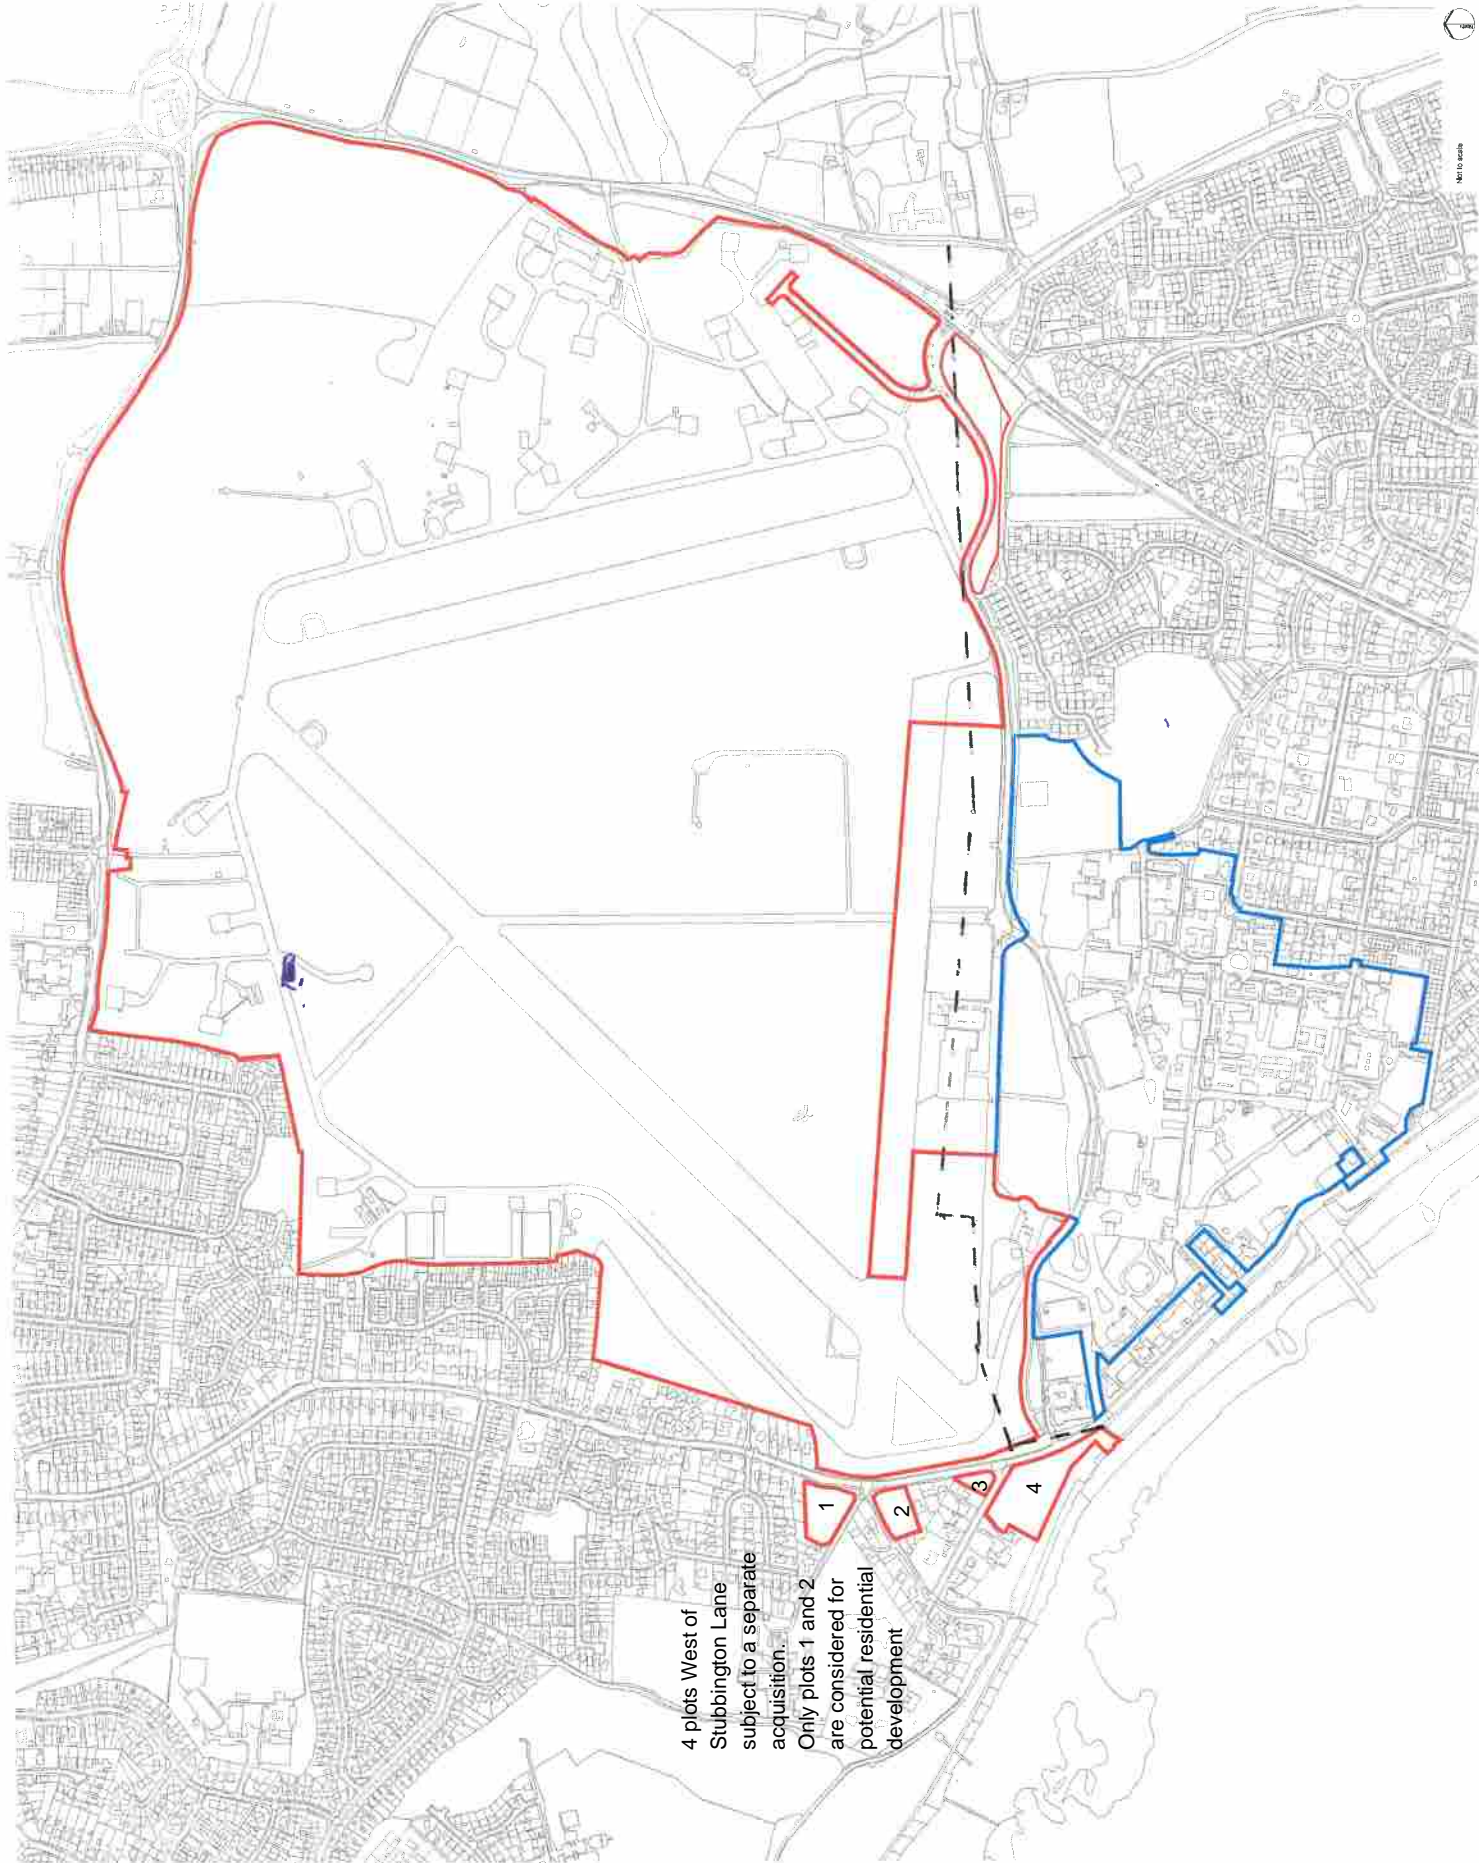 4 plots West of
Stubbington Lane
subject to a separate
acquisition.
Only plots 1 and 2
are considered for
potential residential
development
1
2
3
4
Not to scale